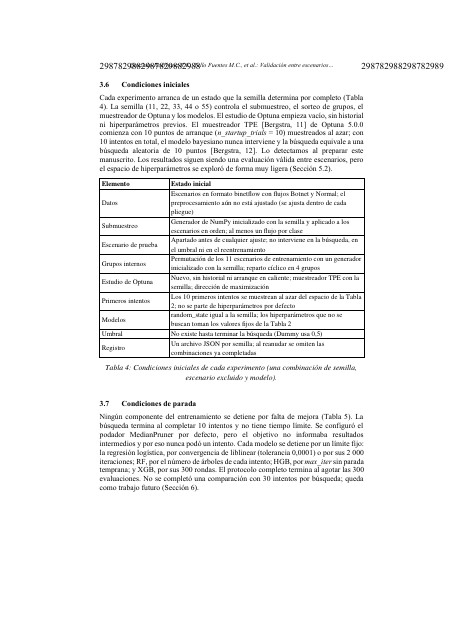 298782988298782982988 Fuentes M.C., et al.: Validación entre escenarios... 298782988298782989
3.6 Condiciones iniciales
Cada experimento arranca de un estado que la semilla determina por completo (Tabla
4). La semilla (11, 22, 33, 44 o 55) controla el submuestreo, el sorteo de grupos, el
muestreador de Optuna y los modelos. El estudio de Optuna empieza vacío, sin historial
ni hiperparámetros previos. El muestreador TPE [Bergstra, 11] de Optuna 5.0.0
comienza con 10 puntos de arranque (n_startup_trials = 10) muestreados al azar; con
10 intentos en total, el modelo bayesiano nunca interviene y la búsqueda equivale a una
búsqueda aleatoria de 10 puntos [Bergstra, 12]. Lo detectamos al preparar este
manuscrito. Los resultados siguen siendo una evaluación válida entre escenarios, pero
el espacio de hiperparámetros se exploró de forma muy ligera (Sección 5.2).
Elemento Estado inicial
Datos Escenarios en formato binetflow con flujos Botnet y Normal; el
preprocesamiento aún no está ajustado (se ajusta dentro de cada
pliegue)
Submuestreo Generador de NumPy inicializado con la semilla y aplicado a los
escenarios en orden; al menos un flujo por clase
Escenario de prueba Apartado antes de cualquier ajuste; no interviene en la búsqueda, en
el umbral ni en el reentrenamiento
Grupos internos Permutación de los 11 escenarios de entrenamiento con un generador
inicializado con la semilla; reparto cíclico en 4 grupos
Estudio de Optuna Nuevo, sin historial ni arranque en caliente; muestreador TPE con la
semilla; dirección de maximización
Primeros intentos Los 10 primeros intentos se muestrean al azar del espacio de la Tabla
2; no se parte de hiperparámetros por defecto
Modelos random_state igual a la semilla; los hiperparámetros que no se
buscan toman los valores fijos de la Tabla 2
Umbral No existe hasta terminar la búsqueda (Dummy usa 0,5)
Registro Un archivo JSON por semilla; al reanudar se omiten las
combinaciones ya completadas
Tabla 4: Condiciones iniciales de cada experimento (una combinación de semilla,
escenario excluido y modelo).
3.7 Condiciones de parada
Ningún componente del entrenamiento se detiene por falta de mejora (Tabla 5). La
búsqueda termina al completar 10 intentos y no tiene tiempo límite. Se configuró el
podador MedianPruner por defecto, pero el objetivo no informaba resultados
intermedios y por eso nunca podó un intento. Cada modelo se detiene por un límite fijo:
la regresión logística, por convergencia de liblinear (tolerancia 0,0001) o por sus 2 000
iteraciones; RF, por el número de árboles de cada intento; HGB, por max_iter sin parada
temprana; y XGB, por sus 300 rondas. El protocolo completo termina al agotar las 300
evaluaciones. No se completó una comparación con 30 intentos por búsqueda; queda
como trabajo futuro (Sección 6).